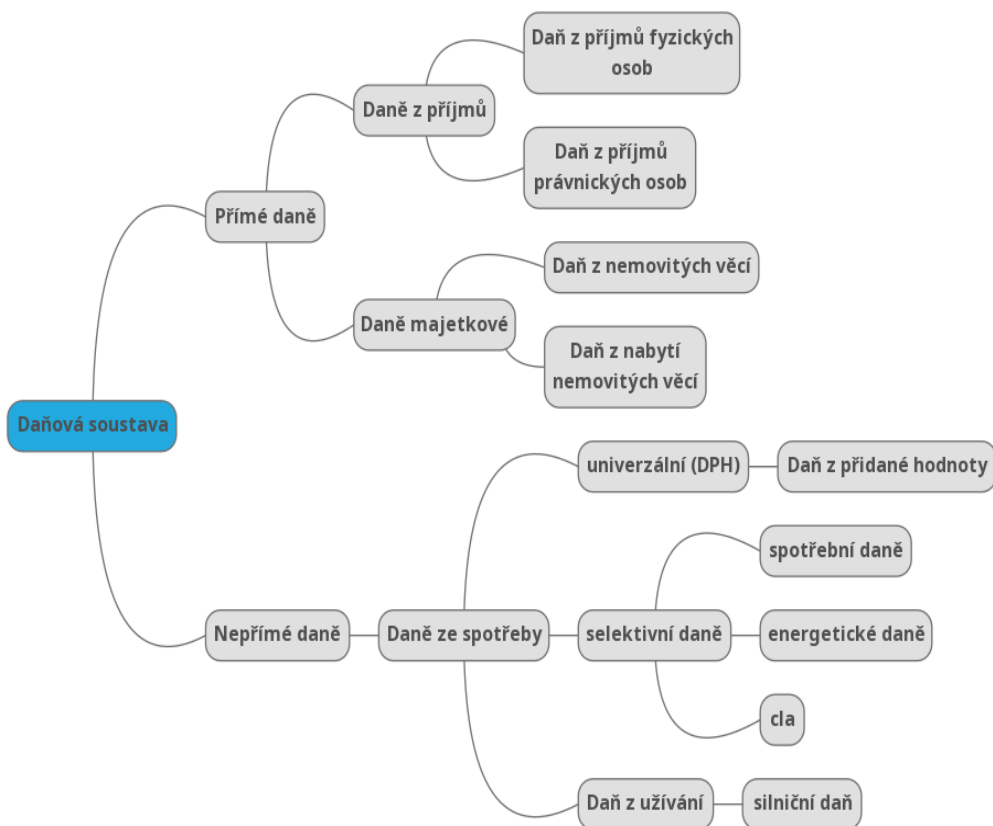 Daň z příjmů fyzických
osob
Daně z příjmů
Daň z příjmů
právnických osob
Přímé daně
Daň z nemovitých věcí
Daně majetkové
Daň z nabytí
nemovitých věcí
Daňová soustava
univerzální (DPH)
Daň z přidané hodnoty
spotřební daně
Nepřímé daně
Daně ze spotřeby
selektivní daně
energetické daně
cla
Daň z užívání
silniční daň